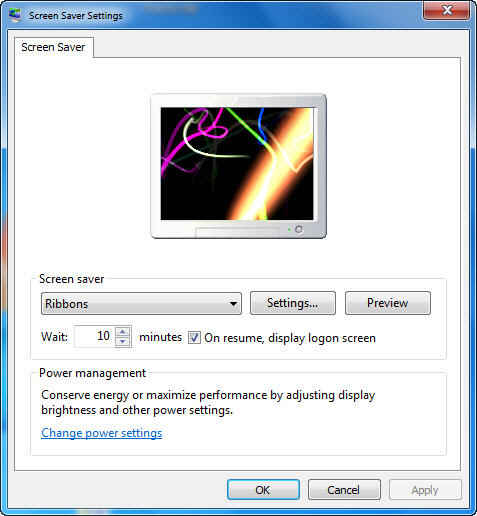 Screen Saver Settings
Screen Saver
Screen saver
Ribbons
Settings...
Preview
Wait: 10 minutes On resume, display logon screen
Power management
Conserve energy or maximize performance by adjusting display
brightness and other power settings.
Change power settings
OK
Cancel
Apply